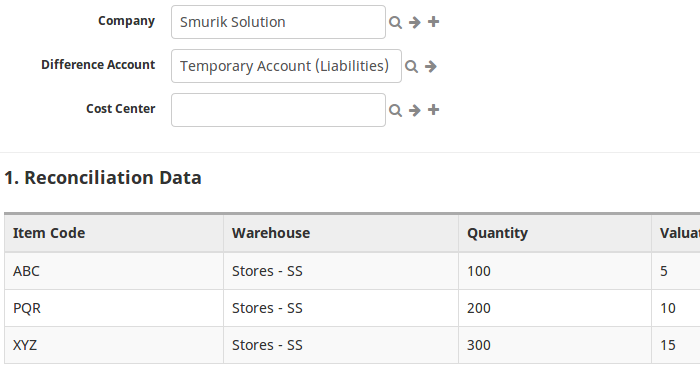 Company Smurik Solution
Difference Account Temporary Account (Liabilities)
Cost Center
1. Reconciliation Data
Item Code Warehouse Quantity
ABC Stores - SS 100 5
PQR Stores - SS 200 10
XYZ Stores - SS 300 15